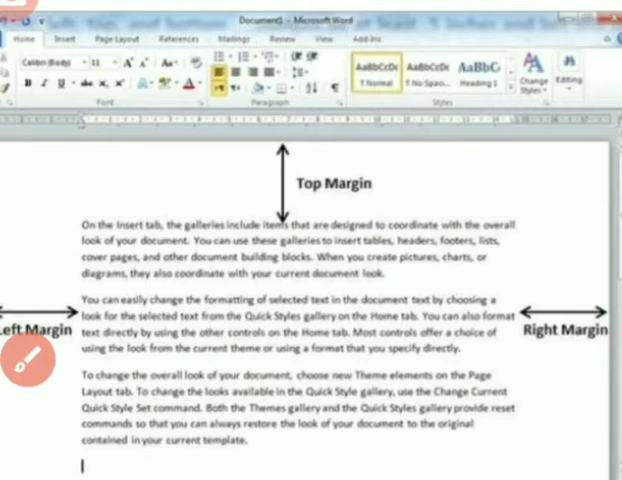 Document1 - Microsoft Word
Home Insert Page Layout References Mailings Review View Add-Ins
Calibri (Body) 11 A A Aa AaBbCcDc AaBbCcDc AaBbC A
B I U abc x x A ¶ Normal ¶ No Spac... Heading 1 Change Styles Editing
Font Paragraph Styles
Top Margin
On the Insert tab, the galleries include items that are designed to coordinate with the overall
look of your document. You can use these galleries to insert tables, headers, footers, lists,
cover pages, and other document building blocks. When you create pictures, charts, or
diagrams, they also coordinate with your current document look.
You can easily change the formatting of selected text in the document text by choosing a
look for the selected text from the Quick Styles gallery on the Home tab. You can also format
Left Margin text directly by using the other controls on the Home tab. Most controls offer a choice of Right Margin
using the look from the current theme or using a format that you specify directly.
To change the overall look of your document, choose new Theme elements on the Page
Layout tab. To change the looks available in the Quick Style gallery, use the Change Current
Quick Style Set command. Both the Themes gallery and the Quick Styles gallery provide reset
commands so that you can always restore the look of your document to the original
contained in your current template.